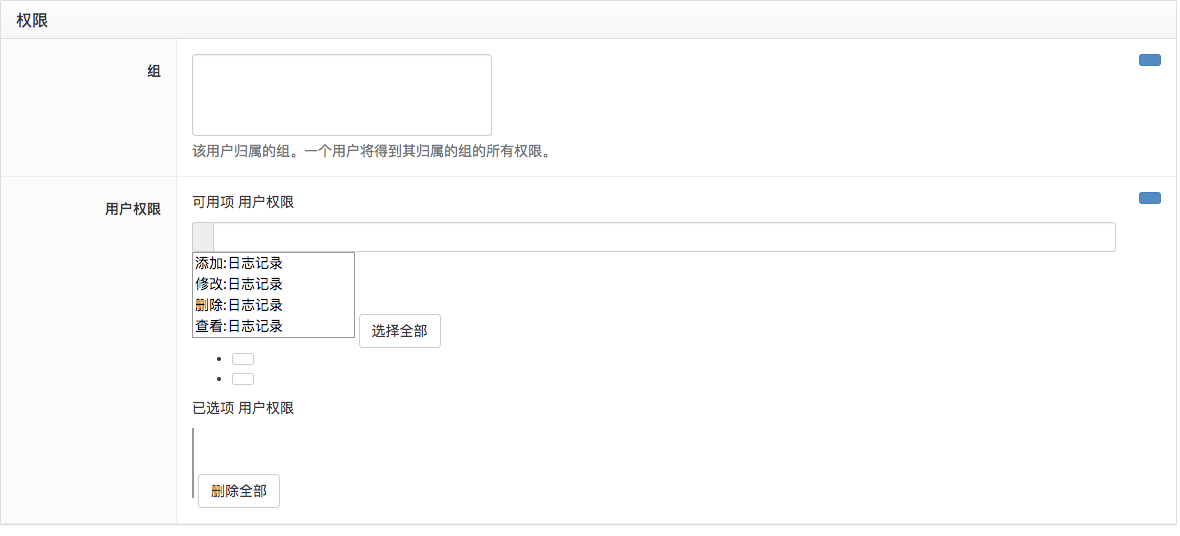 权限
组
该用户归属的组。一个用户将得到其归属的组的所有权限。
用户权限
可用项 用户权限
添加:日志记录
修改:日志记录
删除:日志记录
查看:日志记录
选择全部
已选项 用户权限
删除全部